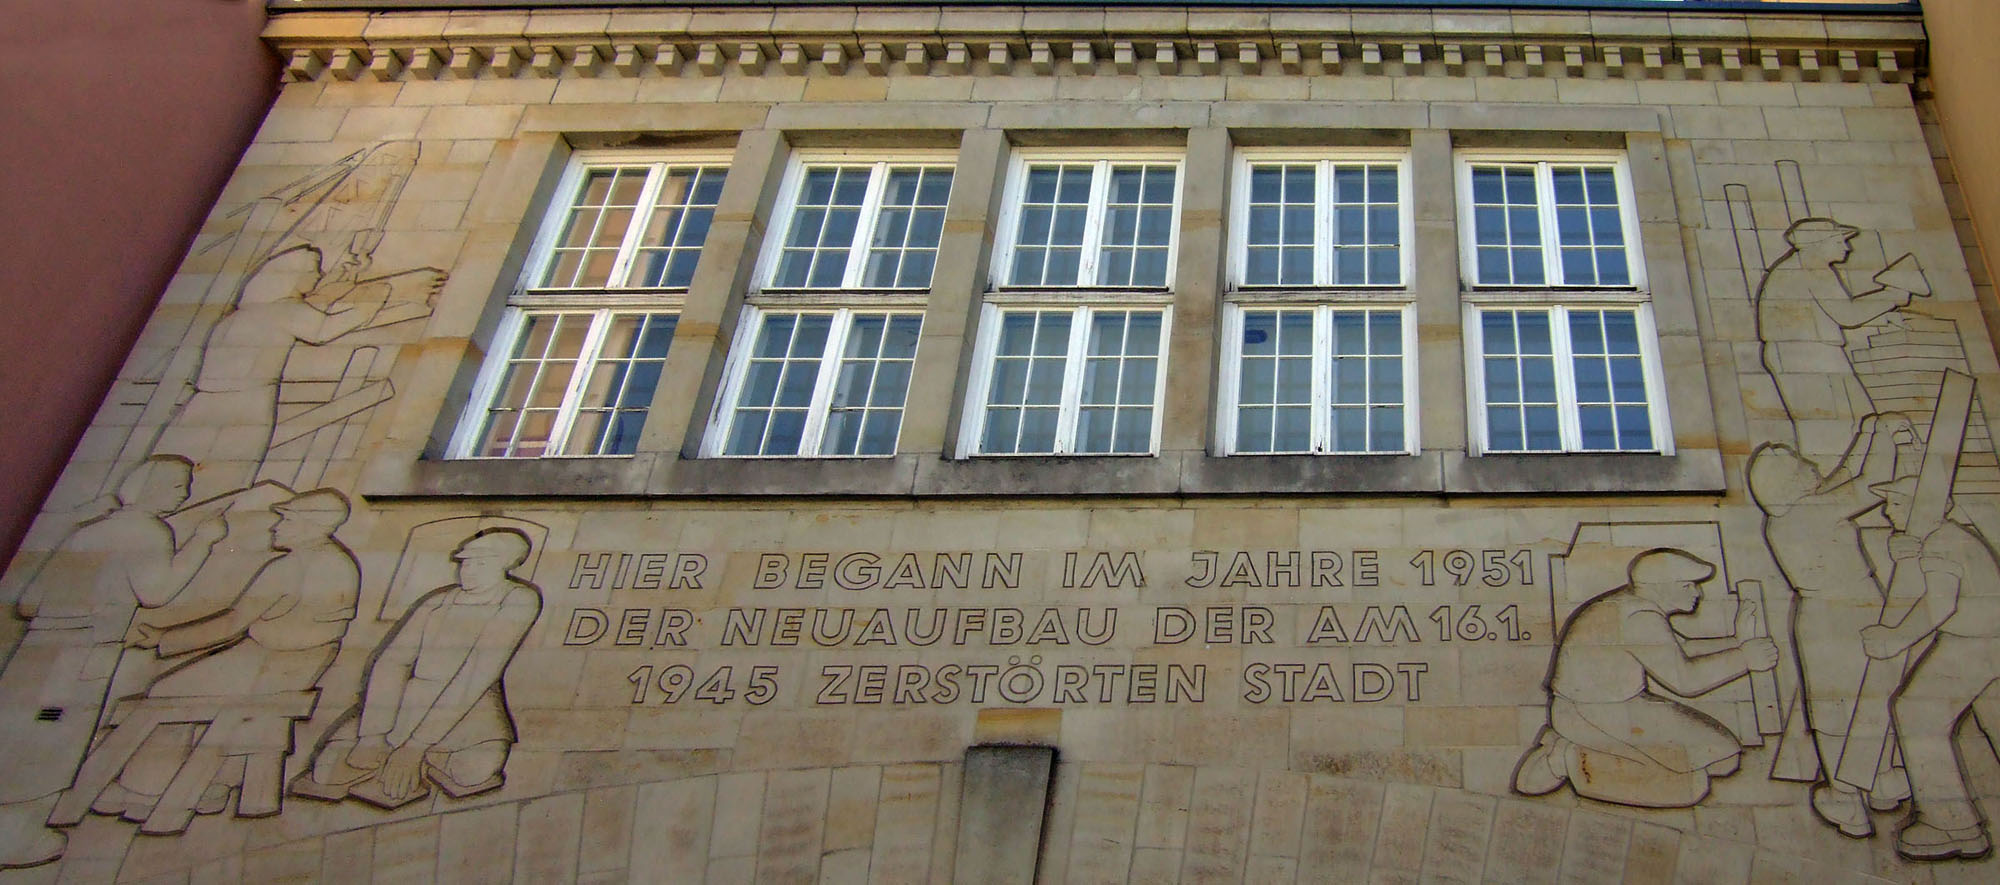 HIER BEGANN IM JAHRE 1951
DER NEUAUFBAU DER AM 16.1.
1945 ZERSTÖRTEN STADT